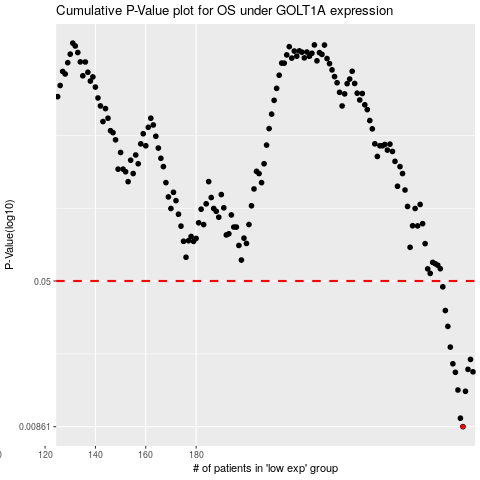 Cumulative P-Value plot for OS under GOLT1A expression
P-Value(log10)
0.05
0.00861
0
120
140
160
180
# of patients in 'low exp' group